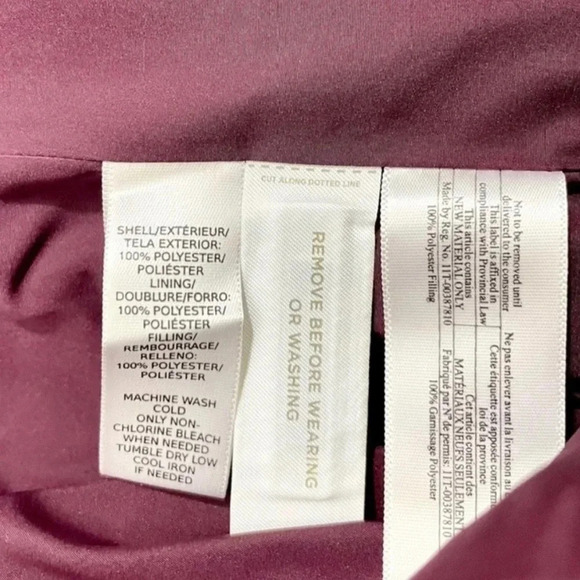 SHELL/EXTÉRIEUR/
TELA EXTERIOR:
100% POLYESTER/
POLIÉSTER
LINING/
DOUBLURE/FORRO:
100% POLYESTER/
POLIÉSTER
FILLING/
REMBOURRAGE/
RELLENO:
100% POLYESTER/
POLIÉSTER
MACHINE WASH
COLD
ONLY NON-
CHLORINE BLEACH
WHEN NEEDED
TUMBLE DRY LOW
COOL IRON
IF NEEDED
CUT ALONG DOTTED LINE
REMOVE BEFORE WEARING
OR WASHING
Not to be removed until
delivered to the consumer
This label is affixed in
compliance with Provincial Law
This article contains
NEW MATERIAL ONLY
Made by Reg. No. 11T-00387810
100% Polyester Filling
Ne pas enlever avant la livraison au
Cette étiquette est apposée conform
loi de la province
Cet article contient des
MATÉRIAUX NEUFS SEULEMENT
Fabriqué par N° de permis: 11T-00387810
100% Garnissage Polyester